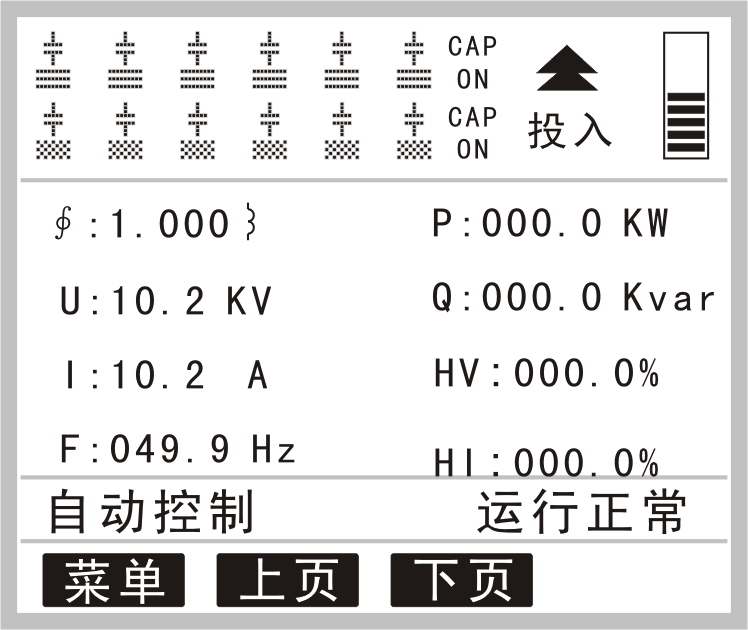 CAP
ON
CAP
ON
投入
∮:1.000
P:000.0 KW
U:10.2 KV
Q:000.0 Kvar
I:10.2 A
HV:000.0%
F:049.9 Hz
HI:000.0%
自动控制 运行正常
菜单 上页 下页